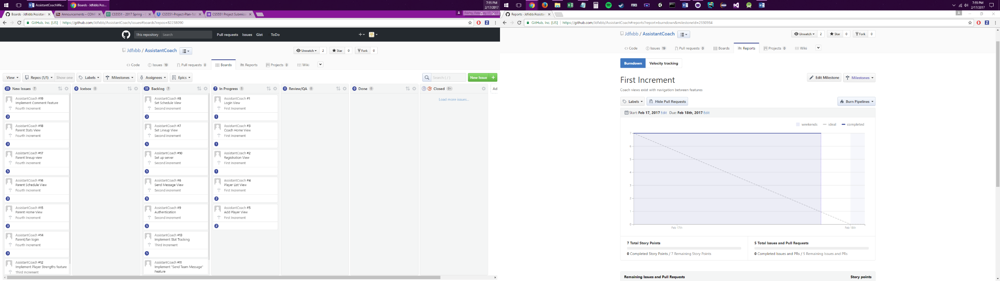 AssistantCoachWir...
Boards - Jdfxbb/Ass...
7:55 PM
2/17/2017
Boards - Jdfxbb/Assistan
Announcements – COM
CS5551 - 2017 Spring -
CS5551-Project-Plan-1st
CS5551 Project Submiss
Friday, February 17, 2017
GitHub, Inc. [US]
https://github.com/Jdfxbb/AssistantCoach/issues#boards?repos=82238090
This repository
Search
Pull requests
Issues
Gist
ToDo
Jdfxbb / AssistantCoach
Unwatch
2
Star
0
Fork
0
Code
Issues 19
Pull requests 0
Boards
Reports
Projects 0
Wiki
View
Repos (1/1)
Show one
Labels
Milestones
Assignees
Epics
Search ( / )
New Issue
25 New Issues 7
AssistantCoach #19
Implement Comment Feature
Fourth Increment
3
AssistantCoach #18
Parent Stats View
Fourth Increment
3
AssistantCoach #17
Parent lineup view
Fourth Increment
5
AssistantCoach #16
Parent Schedule View
Fourth Increment
3
AssistantCoach #15
Parent Home View
Fourth Increment
3
AssistantCoach #14
Parent/fan login
Fourth Increment
3
AssistantCoach #12
Implement Player Strengths feature
Third Increment
0 Icebox 0
33 Backlog 7
AssistantCoach #8
Set Schedule View
Second increment
3
AssistantCoach #7
Set Lineup View
Second increment
5
AssistantCoach #10
Set up server
Second increment
5
AssistantCoach #6
Send Message View
Second increment
5
AssistantCoach #9
Authentication
Second increment
5
AssistantCoach #13
Implement Stat Tracking
Third Increment
5
AssistantCoach #11
Implement "Send Team Message"
Feature
7 In Progress 5
AssistantCoach #1
Login View
First Increment
1
AssistantCoach #3
Coach Home View
First Increment
1
AssistantCoach #2
Registration View
First Increment
1
AssistantCoach #4
Player List View
First Increment
2
AssistantCoach #5
Add Player View
First Increment
2
0 Review/QA 0
0 Done 0
0 Closed 0+
Load more issues...
Ad
7:55 PM
2/17/2017
Reports - Jdfxbb/Assistan
GitHub, Inc. [US]
https://github.com/Jdfxbb/AssistantCoach#reports?report=burndown&milestoneId=2330934
Jdfxbb / AssistantCoach
Unwatch
2
Star
0
Fork
0
Code
Issues 19
Pull requests 0
Boards
Reports
Projects 0
Wiki
Burndown
Velocity tracking
First Increment
Edit Milestone
Milestones
Coach views exist with navigation between features
Labels
Hide Pull Requests
Burn Pipelines
Start: Feb 17, 2017 Edit Due: Feb 18th, 2017 Edit
weekends
ideal
completed
7
6
5
4
3
2
1
0
Feb 17th
Feb 18th
7 Total Story Points
0 Completed Story Points / 7 Remaining Story Points
5 Total Issues and Pull Requests
0 Completed Issues and PRs / 5 Remaining Issues and PRs
Remaining Issues and Pull Requests
Story points